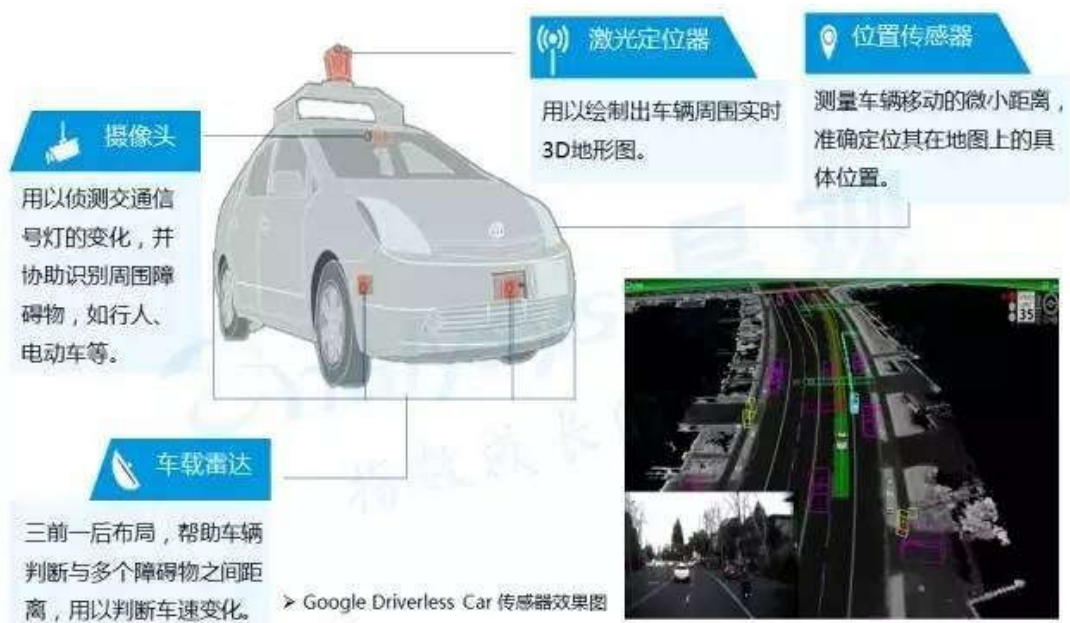 激光定位器
用以绘制出车辆周围实时
3D地形图。
位置传感器
测量车辆移动的微小距离，
准确定位其在地图上的具
体位置。
摄像头
用以侦测交通信
号灯的变化，并
协助识别周围障
碍物，如行人、
电动车等。
车载雷达
三前一后布局，帮助车辆
判断与多个障碍物之间距
离，用以判断车速变化。
➢ Google Driverless Car 传感器效果图
35